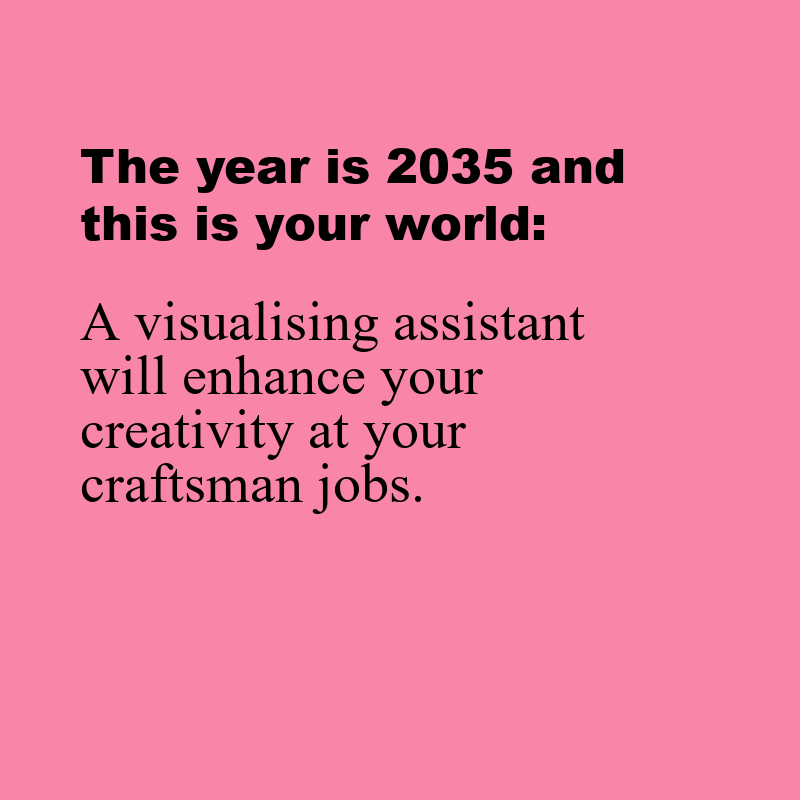 The year is 2035 and
this is your world:
A visualising assistant
will enhance your
creativity at your
craftsman jobs.